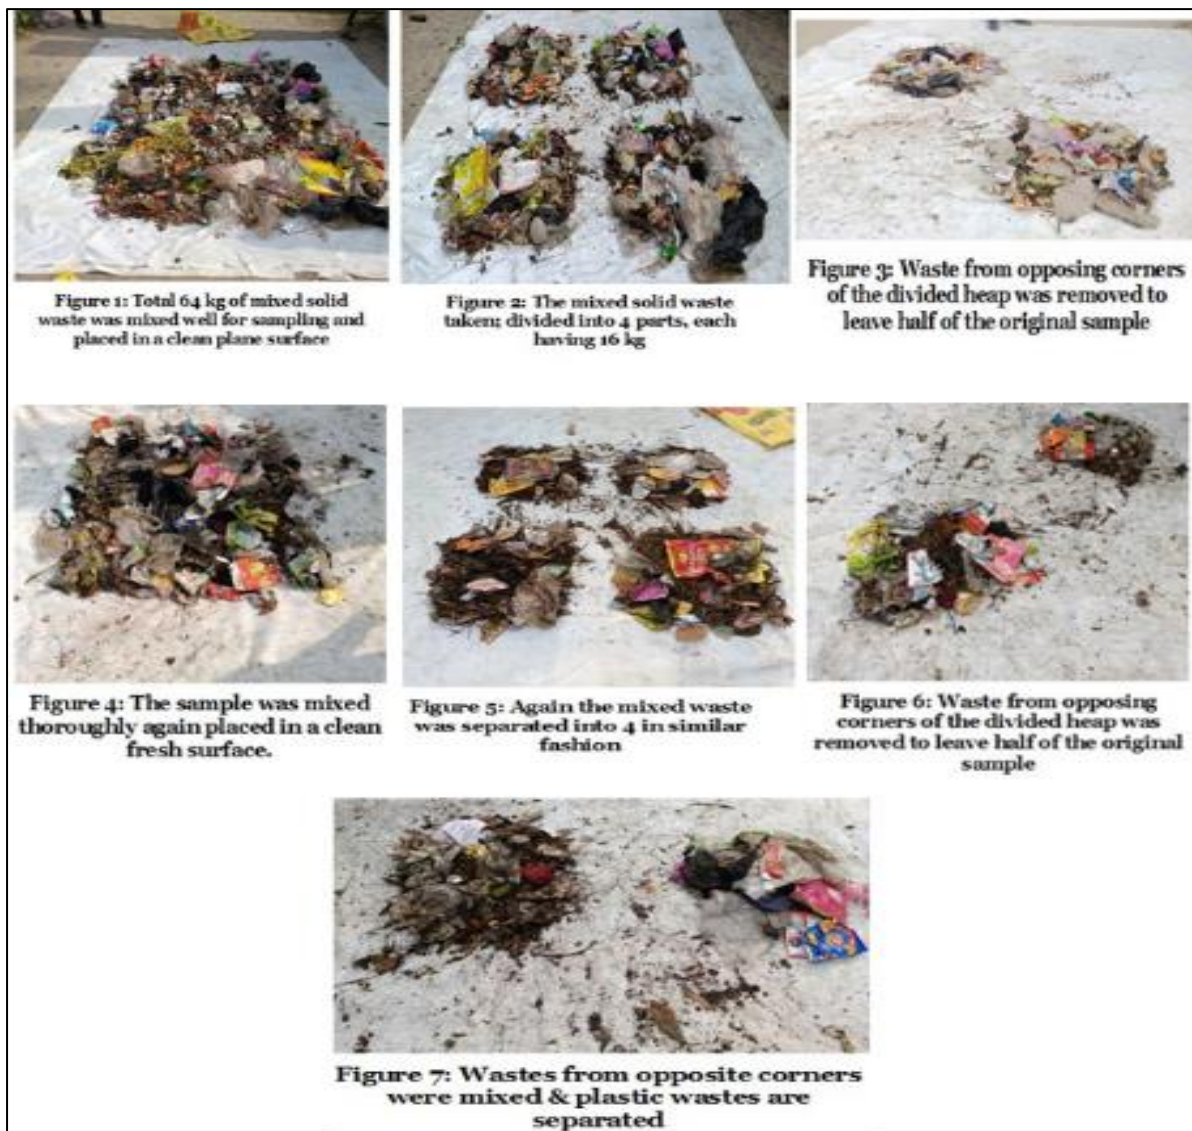 Figure 1: Total 64 kg of mixed solid
waste was mixed well for sampling and
placed in a clean plane surface
Figure 2: The mixed solid waste
taken; divided into 4 parts, each
having 16 kg
Figure 3: Waste from opposing corners
of the divided heap was removed to
leave half of the original sample
Figure 4: The sample was mixed
thoroughly again placed in a clean
fresh surface.
Figure 5: Again the mixed waste
was separated into 4 in similar
fashion
Figure 6: Waste from opposing
corners of the divided heap was
removed to leave half of the original
sample
Figure 7: Wastes from opposite corners
were mixed & plastic wastes are
separated